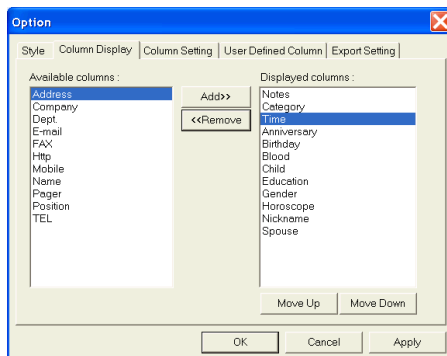 Option
Style Column Display Column Setting User Defined Column Export Setting
Available columns :
Address
Company
Dept.
E-mail
FAX
Http
Mobile
Name
Pager
Position
TEL
Add>>
<<Remove
Displayed columns :
Notes
Category
Time
Anniversary
Birthday
Blood
Child
Education
Gender
Horoscope
Nickname
Spouse
Move Up Move Down
OK Cancel Apply